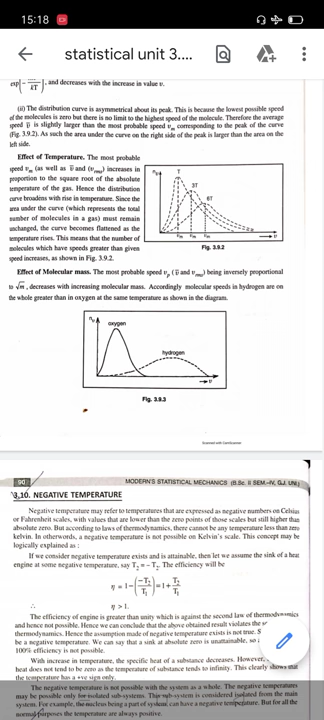 15:18
statistical unit 3....
exp(- / kT), and decreases with the increase in value v.
(ii) The distribution curve is asymmetrical about its peak. This is because the lowest possible speed
of the molecules is zero but there is no limit to the highest speed of the molecule. Therefore the average
speed v̅ is slightly larger than the most probable speed vm corresponding to the peak of the curve
(Fig. 3.9.2). As such the area under the curve on the right side of the peak is larger than the area on the
left side.
Effect of Temperature. The most probable
speed vm (as well as v̅ and (vrms) increases in
proportion to the square root of the absolute
temperature of the gas. Hence the distribution
curve broadens with rise in temperature. Since the
area under the curve (which represents the total
number of molecules in a gas) must remain
unchanged, the curve becomes flattened as the
temperature rises. This means that the number of
molecules which have speeds greater than given
speed increases, as shown in Fig. 3.9.2.
nv
T
3T
6T
vm vm vm v
Fig. 3.9.2
Effect of Molecular mass. The most probable speed vp (v̅ and vrms) being inversely proportional
to √m, decreases with increasing molecular mass. Accordingly molecular speeds in hydrogen are on
the whole greater than in oxygen at the same temperature as shown in the diagram.
nv
oxygen
hydrogen
v
Fig. 3.9.3
Scanned with CamScanner
90 MODERN'S STATISTICAL MECHANICS (B.Sc. II SEM.-IV, GJ. UNI.)
3.10. NEGATIVE TEMPERATURE
Negative temperature may refer to temperatures that are expressed as negative numbers on Celsius
or Fahrenheit scales, with values that are lower than the zero points of those scales but still higher than
absolute zero. But according to laws of thermodynamics, there cannot be any temperature less than zero
kelvin. In otherwords, a negative temperature is not possible on Kelvin's scale. This concept may be
logically explained as :
If we consider negative temperature exists and is attainable, then let us assume the sink of a heat
engine at some negative temperature, say T2 = – T2. The efficiency will be
η = 1 – (–T2 / T1) = 1 + T2 / T1
∴ η > 1.
The efficiency of engine is greater than unity which is against the second law of thermodynamics
and hence not possible. Hence we can conclude that the above obtained result violates the
thermodynamics. Hence the assumption made of negative temperature exists is not true.
be a negative temperature. We can say that a sink at absolute zero is unattainable, so
100% efficiency is not possible.
With increase in temperature, the specific heat of a substance decreases. However,
heat does not tend to be zero as the temperature of substance tends to infinity. This clearly shows that
the temperature has a +ve sign only.
The negative temperature is not possible with the system as a whole. The negative temperatures
may be possible only for isolated sub-systems. This sub-system is considered isolated from the main
system. For example, the nucleus being a part of system can have a negative temperature. But for all the
normal purposes the temperature are always positive.